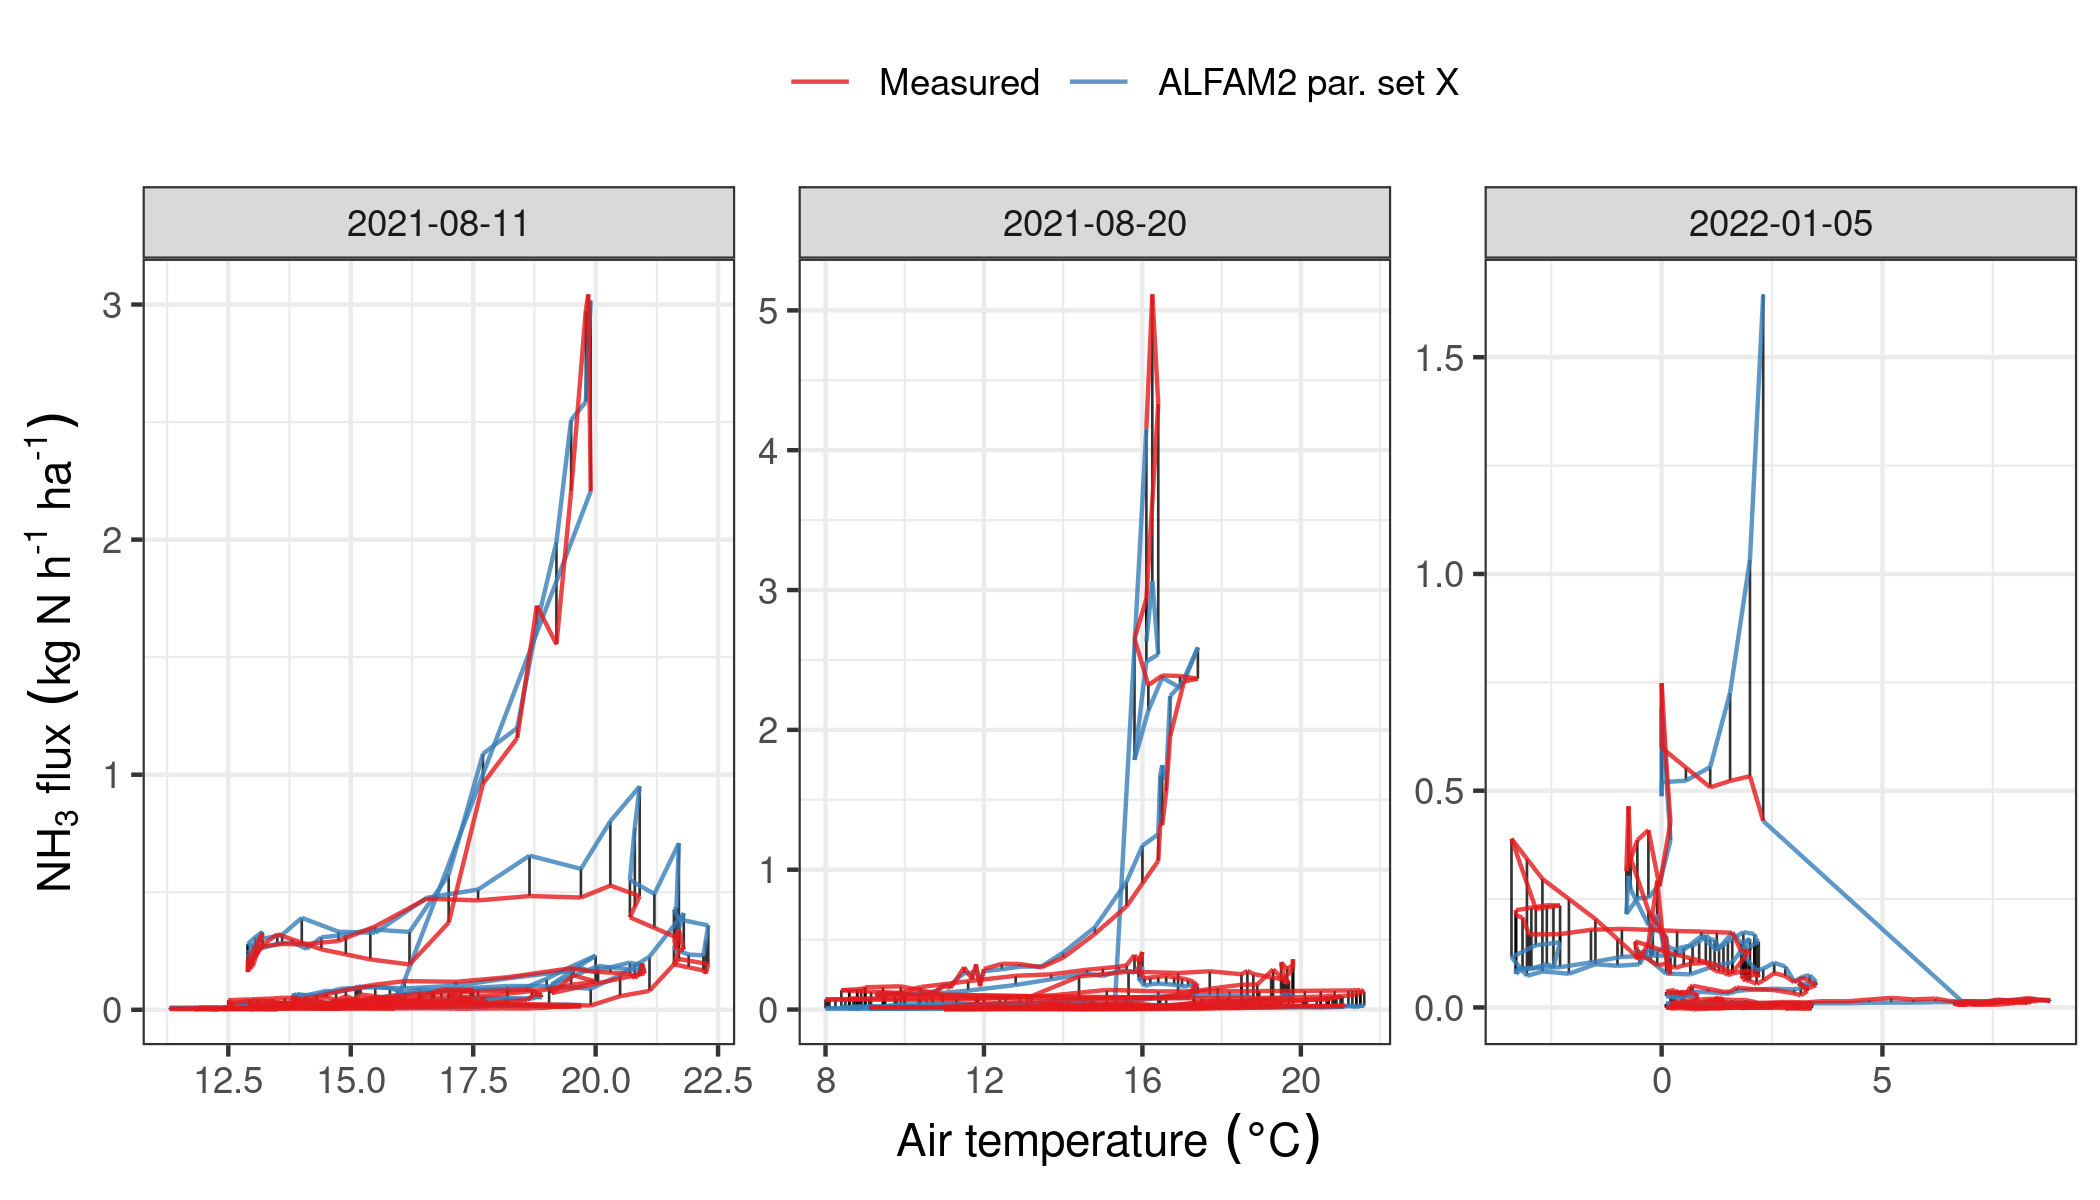 Measured ALFAM2 par. set X
2021-08-11 2021-08-20 2022-01-05
NH₃ flux (kg N h⁻¹ ha⁻¹)
3
2
1
0
5
4
3
2
1
0
1.5
1.0
0.5
0.0
12.5 15.0 17.5 20.0 22.5
8 12 16 20
0 5
Air temperature (°C)